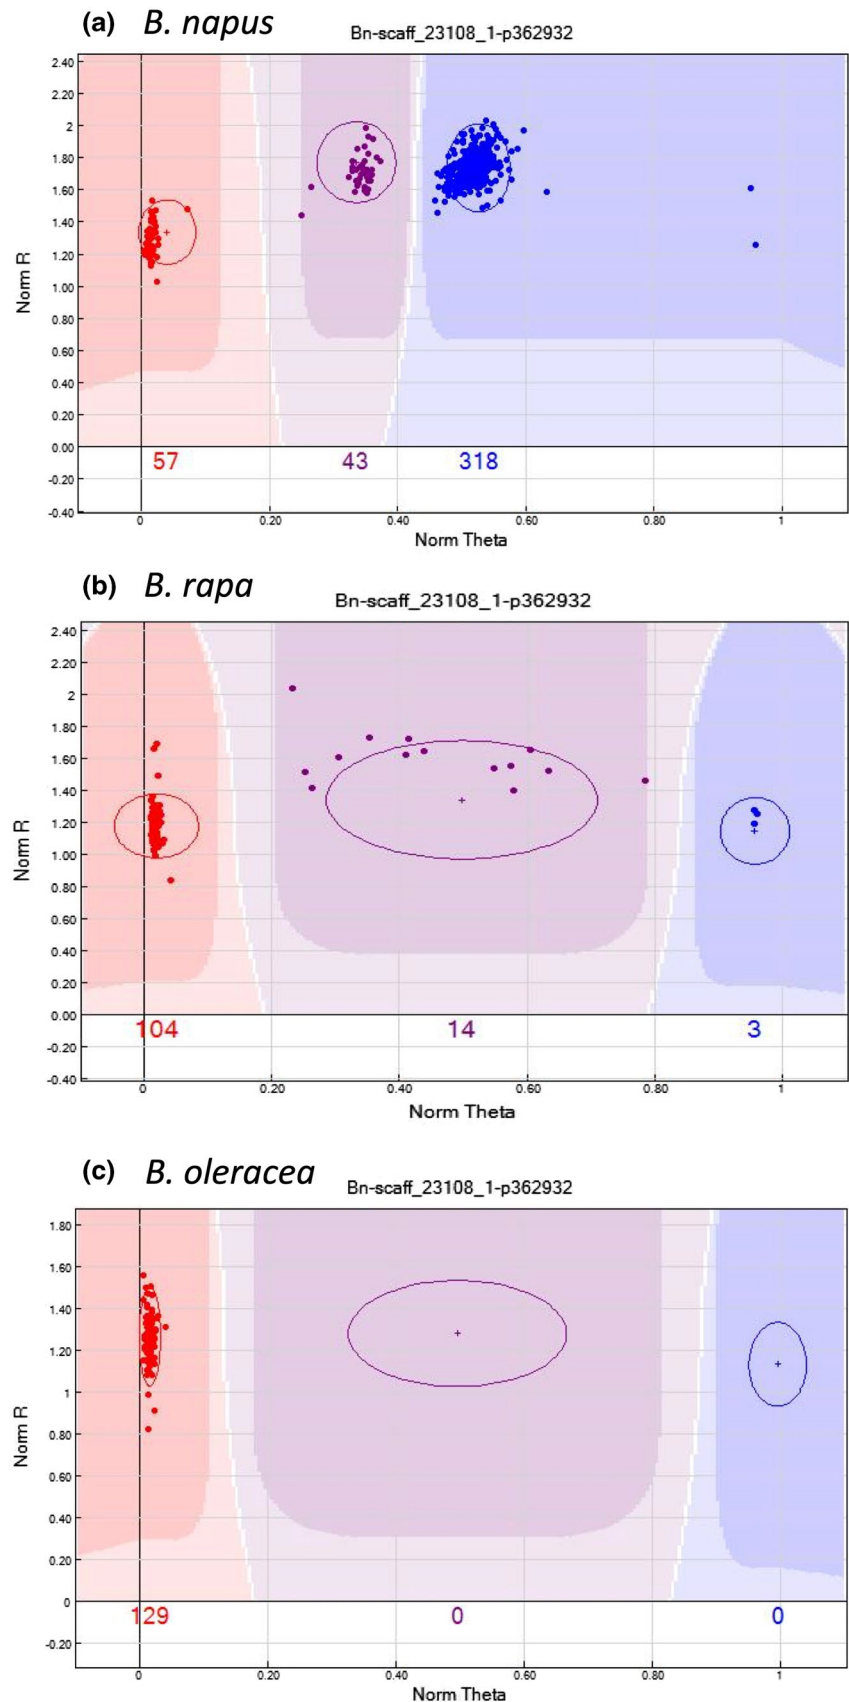 (a) B. napus
Bn-scaff_23108_1-p362932
2.40
2.20
2
1.80
1.60
1.40
1.20
1.00
0.80
0.60
0.40
0.20
0.00
-0.20
-0.40
Norm R
57 43 318
0 0.20 0.40 0.60 0.80 1
Norm Theta
(b) B. rapa
Bn-scaff_23108_1-p362932
2.40
2.20
2
1.80
1.60
1.40
1.20
1.00
0.80
0.60
0.40
0.20
0.00
-0.20
-0.40
Norm R
104 14 3
0 0.20 0.40 0.60 0.80 1
Norm Theta
(c) B. oleracea
Bn-scaff_23108_1-p362932
1.80
1.60
1.40
1.20
1
0.80
0.60
0.40
0.20
0
-0.20
Norm R
129 0 0
0 0.20 0.40 0.60 0.80 1
Norm Theta